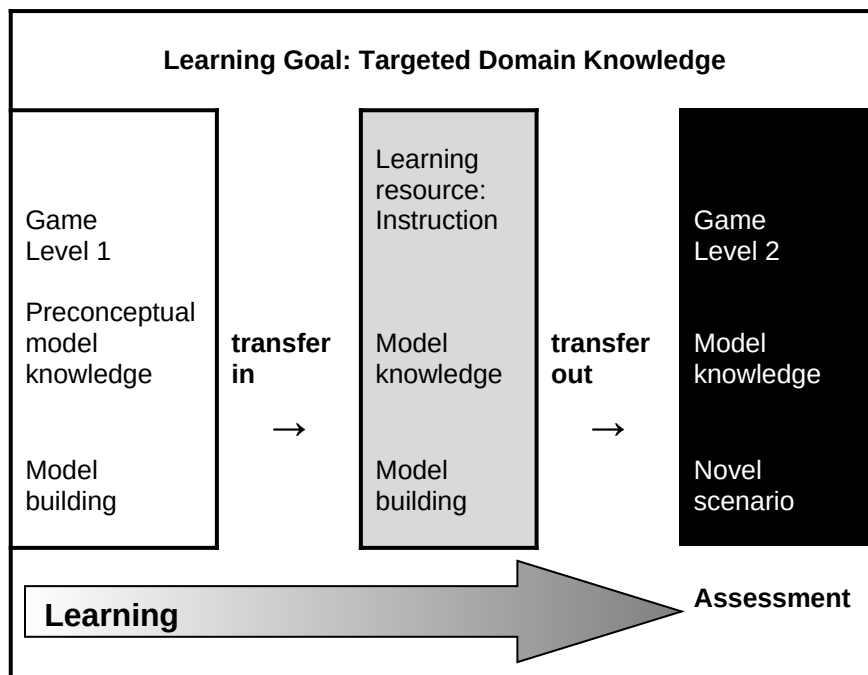 Learning Goal: Targeted Domain Knowledge
Game
Level 1
Preconceptual
model
knowledge
Model
building
transfer
in
→
Learning
resource:
Instruction
Model
knowledge
Model
building
transfer
out
→
Game
Level 2
Model
knowledge
Novel
scenario
Learning
Assessment